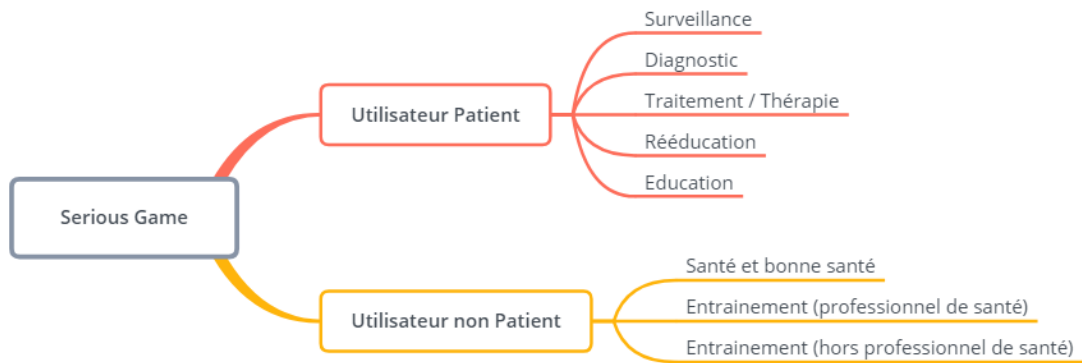 Serious Game
Utilisateur Patient
Surveillance
Diagnostic
Traitement / Thérapie
Rééducation
Education
Utilisateur non Patient
Santé et bonne santé
Entrainement (professionnel de santé)
Entrainement (hors professionnel de santé)